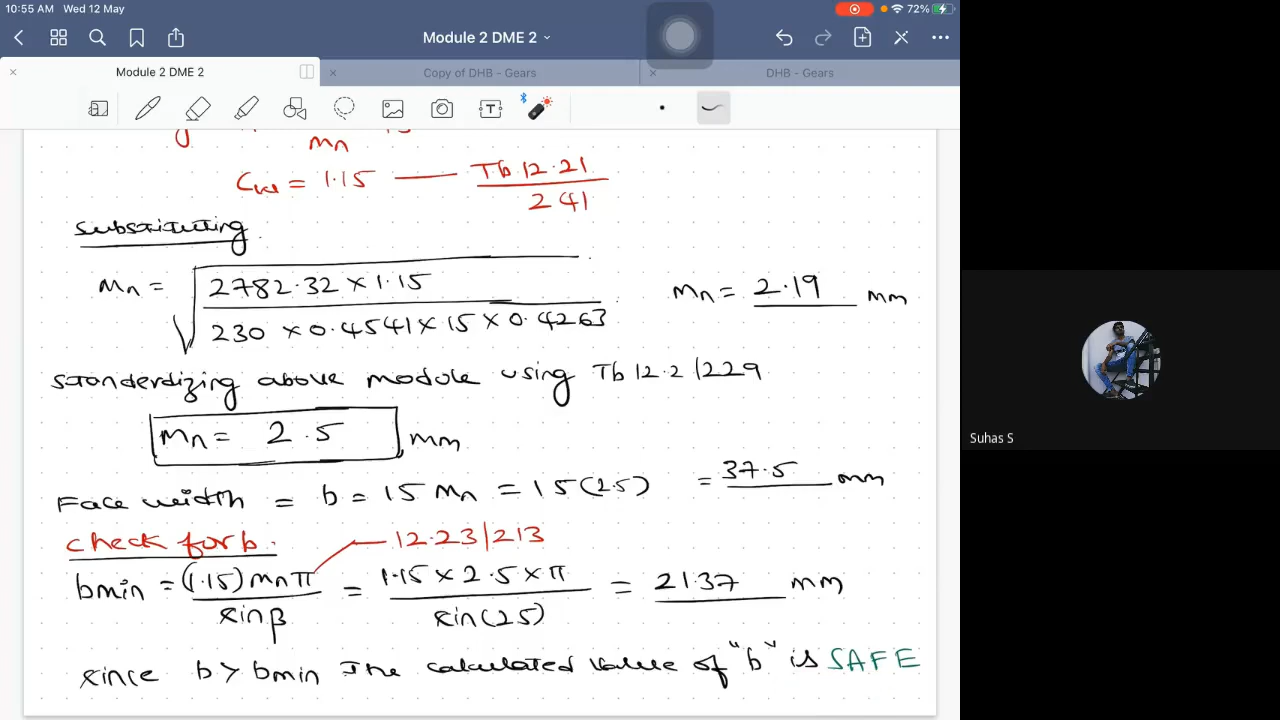 10:55 AM Wed 12 May
72%
Module 2 DME 2
Module 2 DME 2
Copy of DHB - Gears
DHB - Gears
mn
Cw = 1.15 — Tb 12.21 / 241
substituting
mn = √ 2782.32 × 1.15 / 230 × 0.4541 × 15 × 0.4263
mn = 2.19 mm
standerdizing above module using Tb 12.2 / 229
mn = 2.5 mm
Face width = b = 15 mn = 15 (2.5) = 37.5 mm
check for b.
12.23 / 213
bmin = (1.15) mn π / sin β = 1.15 × 2.5 × π / sin (25) = 21.37 mm
since b > bmin The calculated value of "b" is SAFE
Suhas S